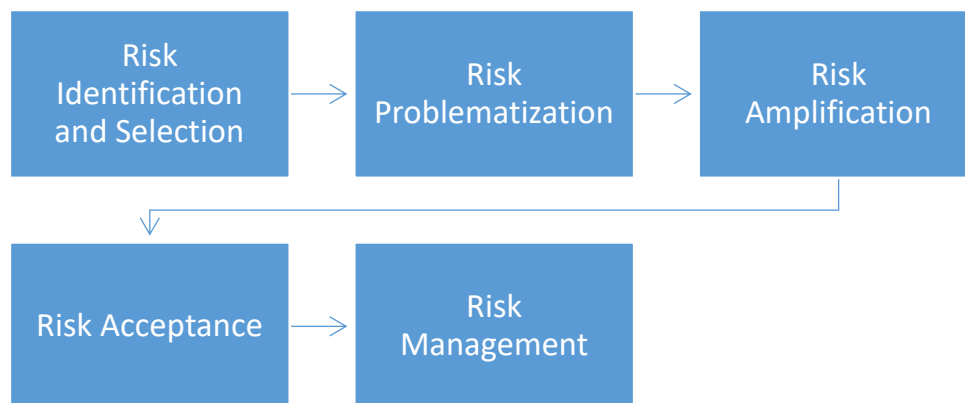 Risk
Identification
and Selection
Risk
Problematization
Risk
Amplification
Risk Acceptance
Risk
Management